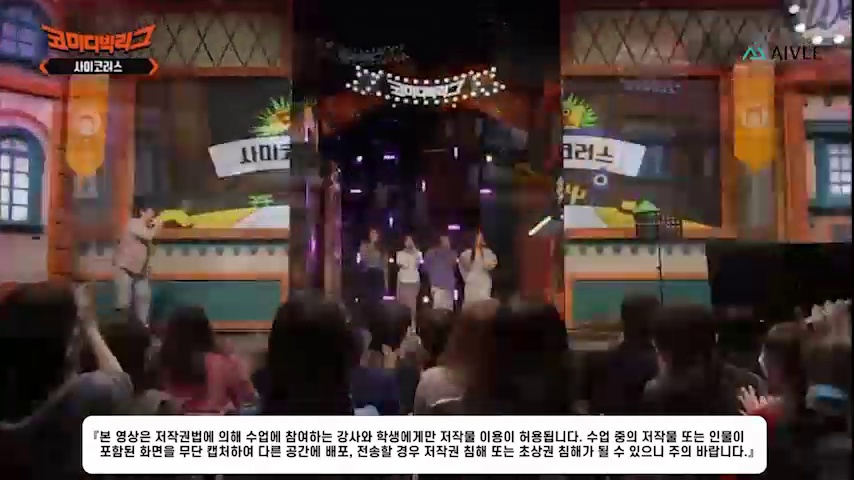 코미디빅리그
사이코러스
AIVLE
코미디빅리그
사이코
코러스
『본 영상은 저작권법에 의해 수업에 참여하는 강사와 학생에게만 저작물 이용이 허용됩니다. 수업 중의 저작물 또는 인물이
포함된 화면을 무단 캡처하여 다른 공간에 배포, 전송할 경우 저작권 침해 또는 초상권 침해가 될 수 있으니 주의 바랍니다.』